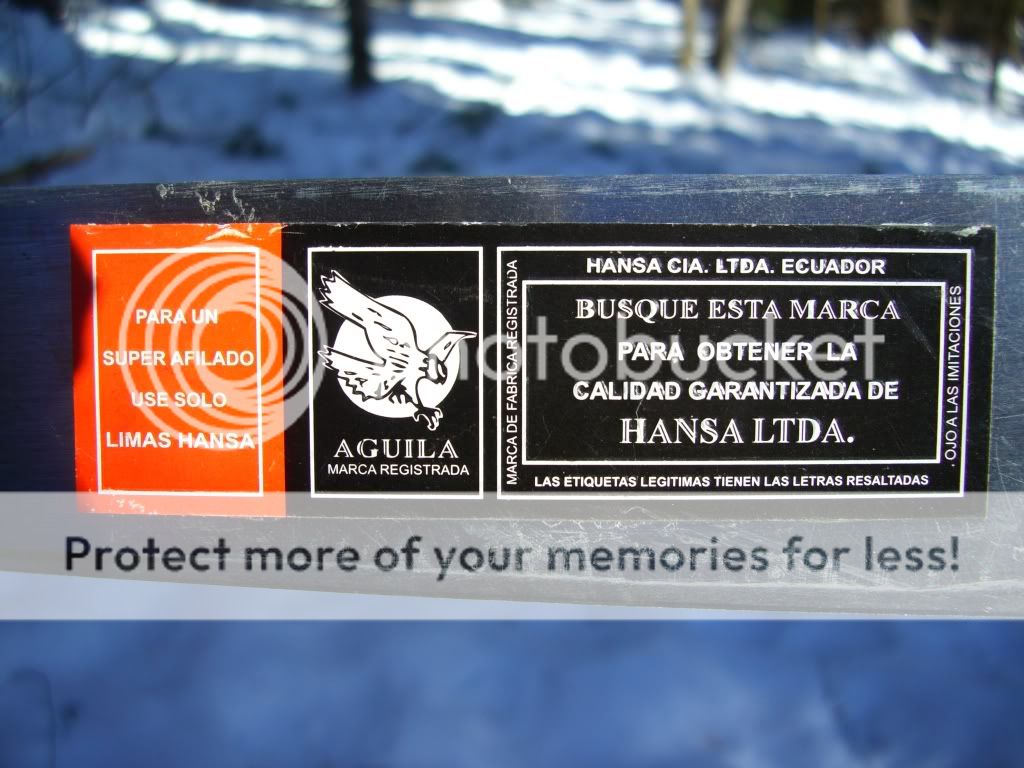 PARA UN
SUPER AFILADO
USE SOLO
LIMAS HANSA
AGUILA
MARCA REGISTRADA
MARCA DE FABRICA REGISTRADA
HANSA CIA. LTDA. ECUADOR
BUSQUE ESTA MARCA
PARA OBTENER LA
CALIDAD GARANTIZADA DE
HANSA LTDA.
LAS ETIQUETAS LEGITIMAS TIENEN LAS LETRAS RESALTADAS
. OJO A LAS IMITACIONES
photobucket
Protect more of your memories for less!